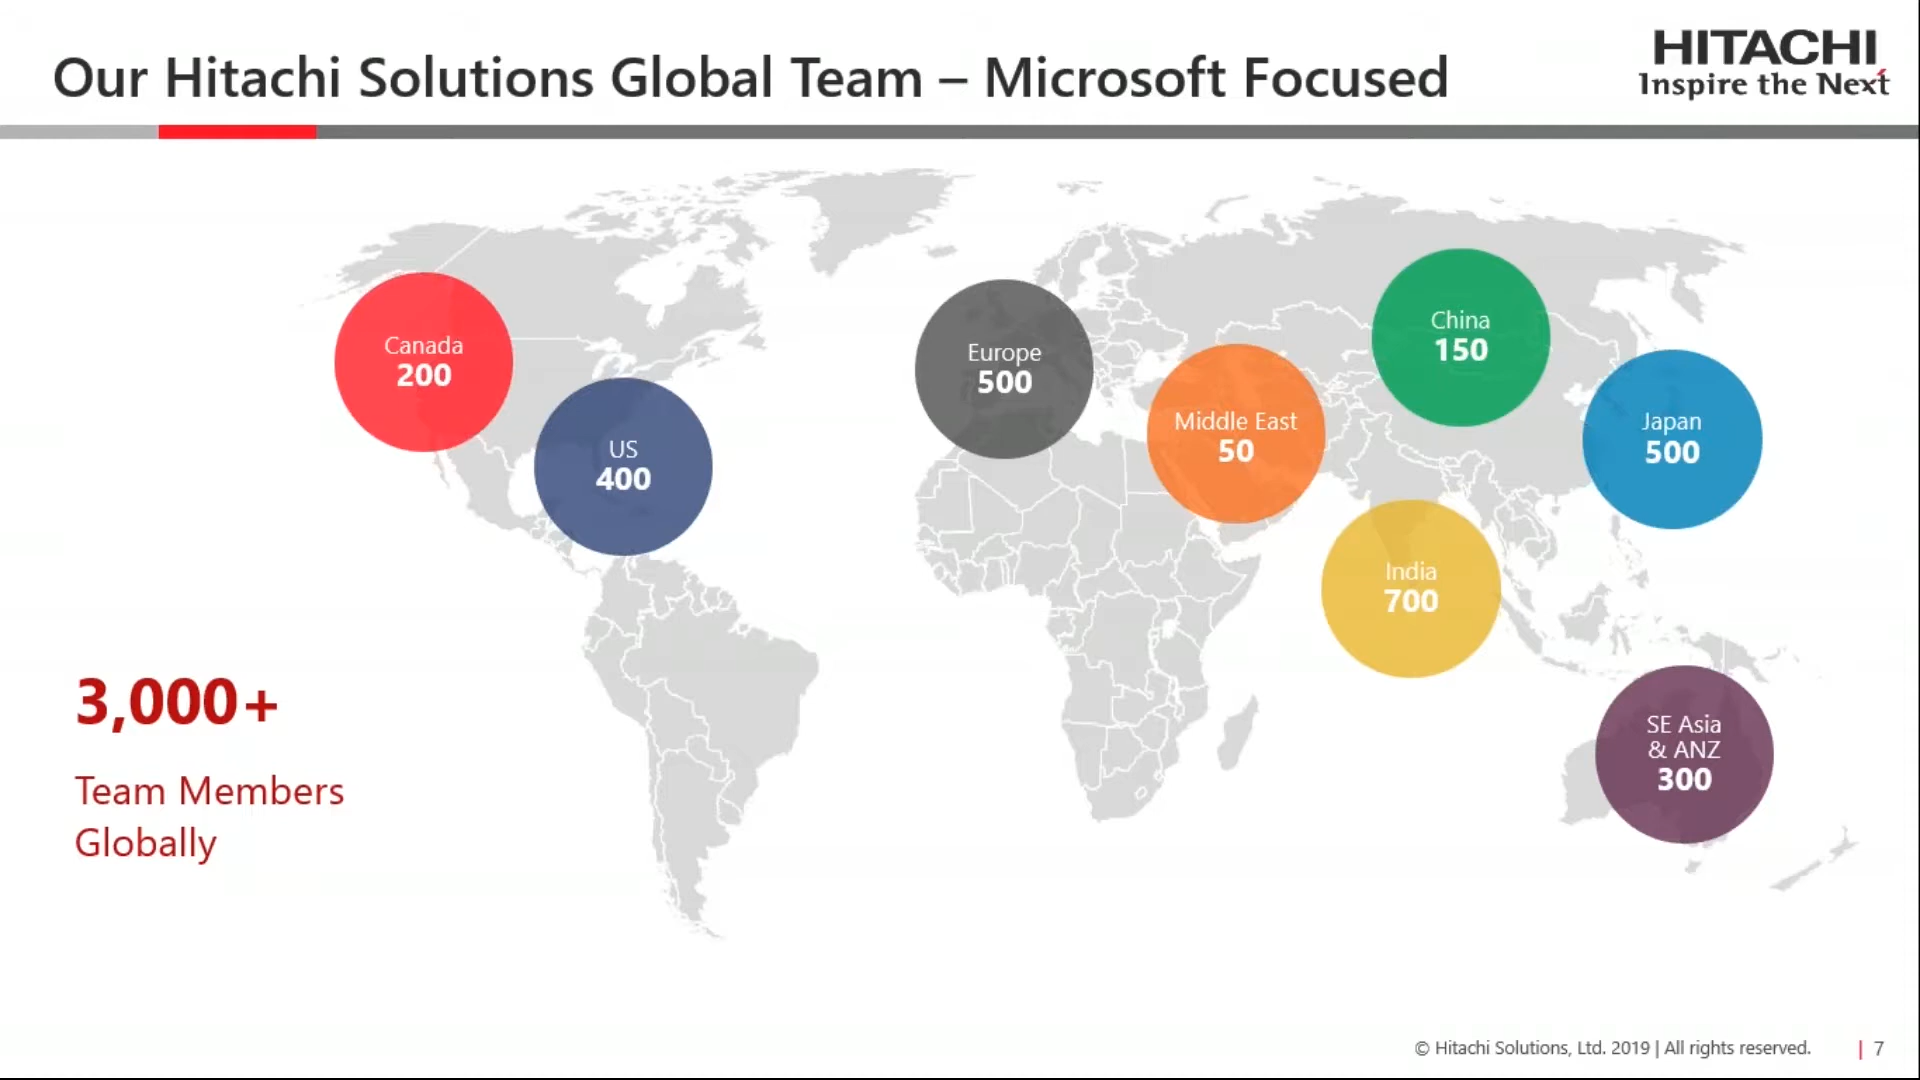 Our Hitachi Solutions Global Team – Microsoft Focused
HITACHI
Inspire the Next
Canada
200
US
400
Europe
500
Middle East
50
China
150
Japan
500
India
700
SE Asia
& ANZ
300
3,000+
Team Members
Globally
© Hitachi Solutions, Ltd. 2019 | All rights reserved.
| 7